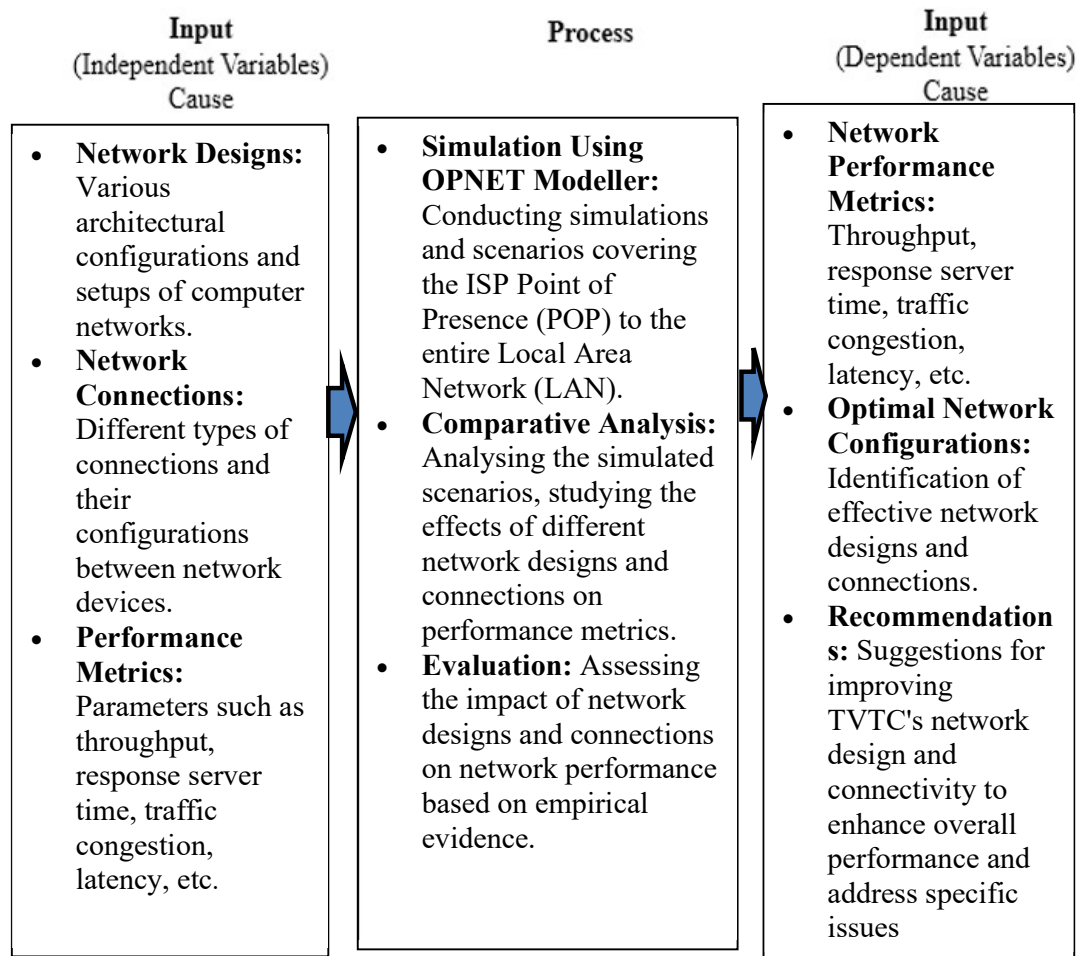 Input
(Independent Variables)
Cause
• Network Designs:
Various
architectural
configurations and
setups of computer
networks.
• Network
Connections:
Different types of
connections and
their
configurations
between network
devices.
• Performance
Metrics:
Parameters such as
throughput,
response server
time, traffic
congestion,
latency, etc.
Process
• Simulation Using
OPNET Modeller:
Conducting simulations
and scenarios covering
the ISP Point of
Presence (POP) to the
entire Local Area
Network (LAN).
• Comparative Analysis:
Analysing the simulated
scenarios, studying the
effects of different
network designs and
connections on
performance metrics.
• Evaluation: Assessing
the impact of network
designs and connections
on network performance
based on empirical
evidence.
Input
(Dependent Variables)
Cause
• Network
Performance
Metrics:
Throughput,
response server
time, traffic
congestion,
latency, etc.
• Optimal Network
Configurations:
Identification of
effective network
designs and
connections.
• Recommendation
s: Suggestions for
improving
TVTC's network
design and
connectivity to
enhance overall
performance and
address specific
issues